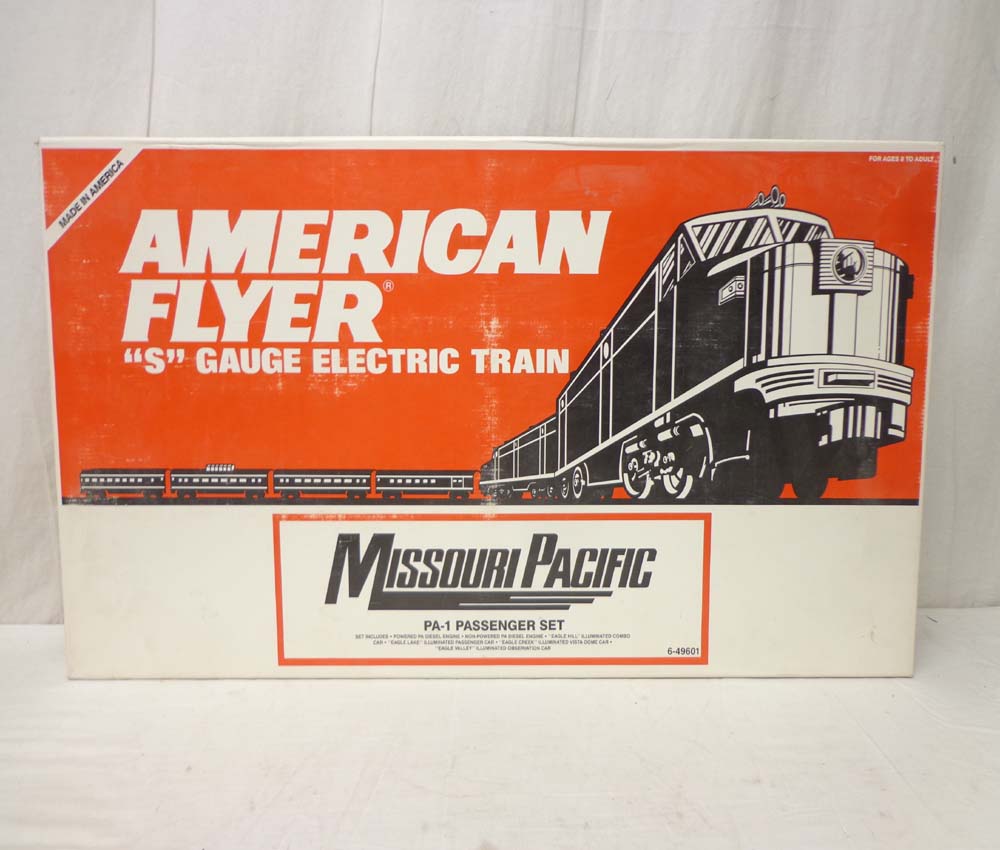 MADE IN AMERICA
FOR AGES 8 TO ADULT
AMERICAN
FLYER®
"S" GAUGE ELECTRIC TRAIN
MISSOURI PACIFIC
PA-1 PASSENGER SET
SET INCLUDES • POWERED PA DIESEL ENGINE • NON-POWERED PA DIESEL ENGINE • "EAGLE HILL" ILLUMINATED COMBO
CAR • "EAGLE LAKE" ILLUMINATED PASSENGER CAR • "EAGLE CREEK" ILLUMINATED VISTA DOME CAR •
"EAGLE VALLEY" ILLUMINATED OBSERVATION CAR
6-49601